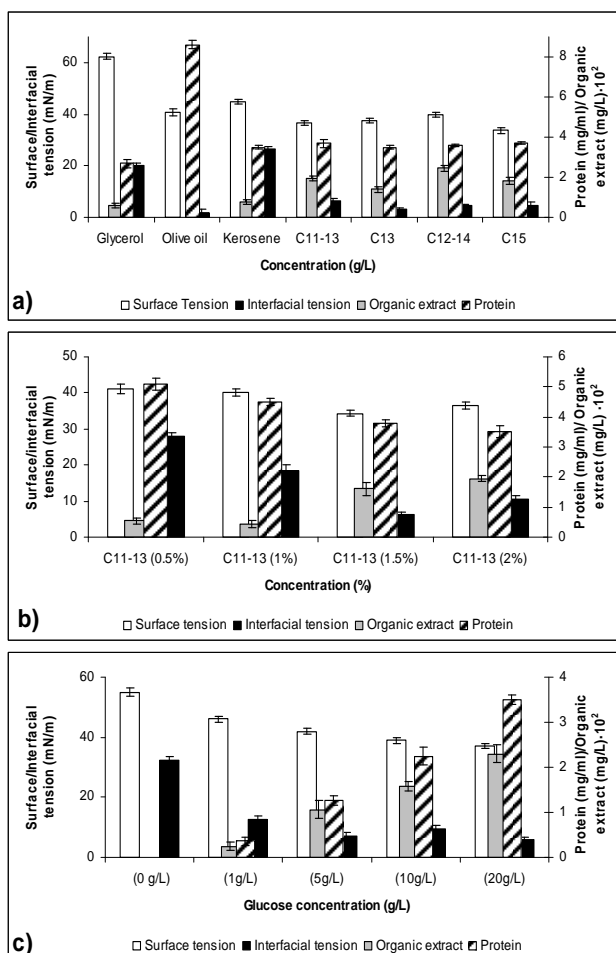 Surface/Interfacial
tension (mN/m)
60
40
20
0
8
6
4
2
0
Protein (mg/ml)/ Organic
extract (mg/L)·10²
Glycerol Olive oil Kerosene C11-13 C13 C12-14 C15
Concentration (g/L)
a)
Surface Tension Interfacial tension Organic extract Protein
Surface/interfacial
tension (mN/m)
50
40
30
20
10
0
6
5
4
3
2
1
0
Protein (mg/ml)/ Organic
extract (mg/L) ·10²
C11-13 (0.5%) C11-13 (1%) C11-13 (1.5%) C11-13 (2%)
Concentration (%)
b)
Surface tension Interfacial tension Organic extract Protein
Surface/Interfacial
tension (mN/m)
60
40
20
0
4
3
2
1
0
Protein (mg/ml)/Organic
extract (mg/L)·10²
(0 g/L) (1g/L) (5g/L) (10g/L) (20g/L)
Glucose concentration (g/L)
c)
Surface tension Interfacial tension Organic extract Protein